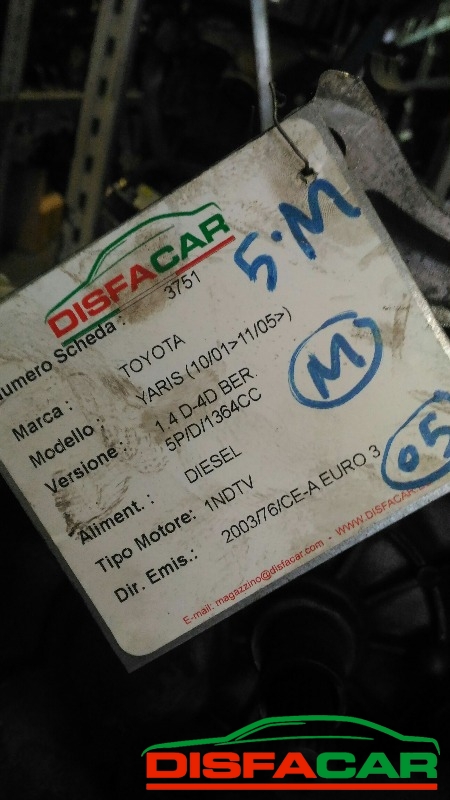 DISFACAR
5.M
Numero Scheda : 3751
Marca : TOYOTA
Modello : YARIS (10/01>11/05>)
Versione : 1.4 D-4D BER.
5P/D/1364CC
M
Aliment.: DIESEL
05
Tipo Motore: 1NDTV
Dir. Emis.: 2003/76/CE-A EURO 3
E-mail: magazzino@disfacar.com - WWW.DISFACAR
DISFACAR